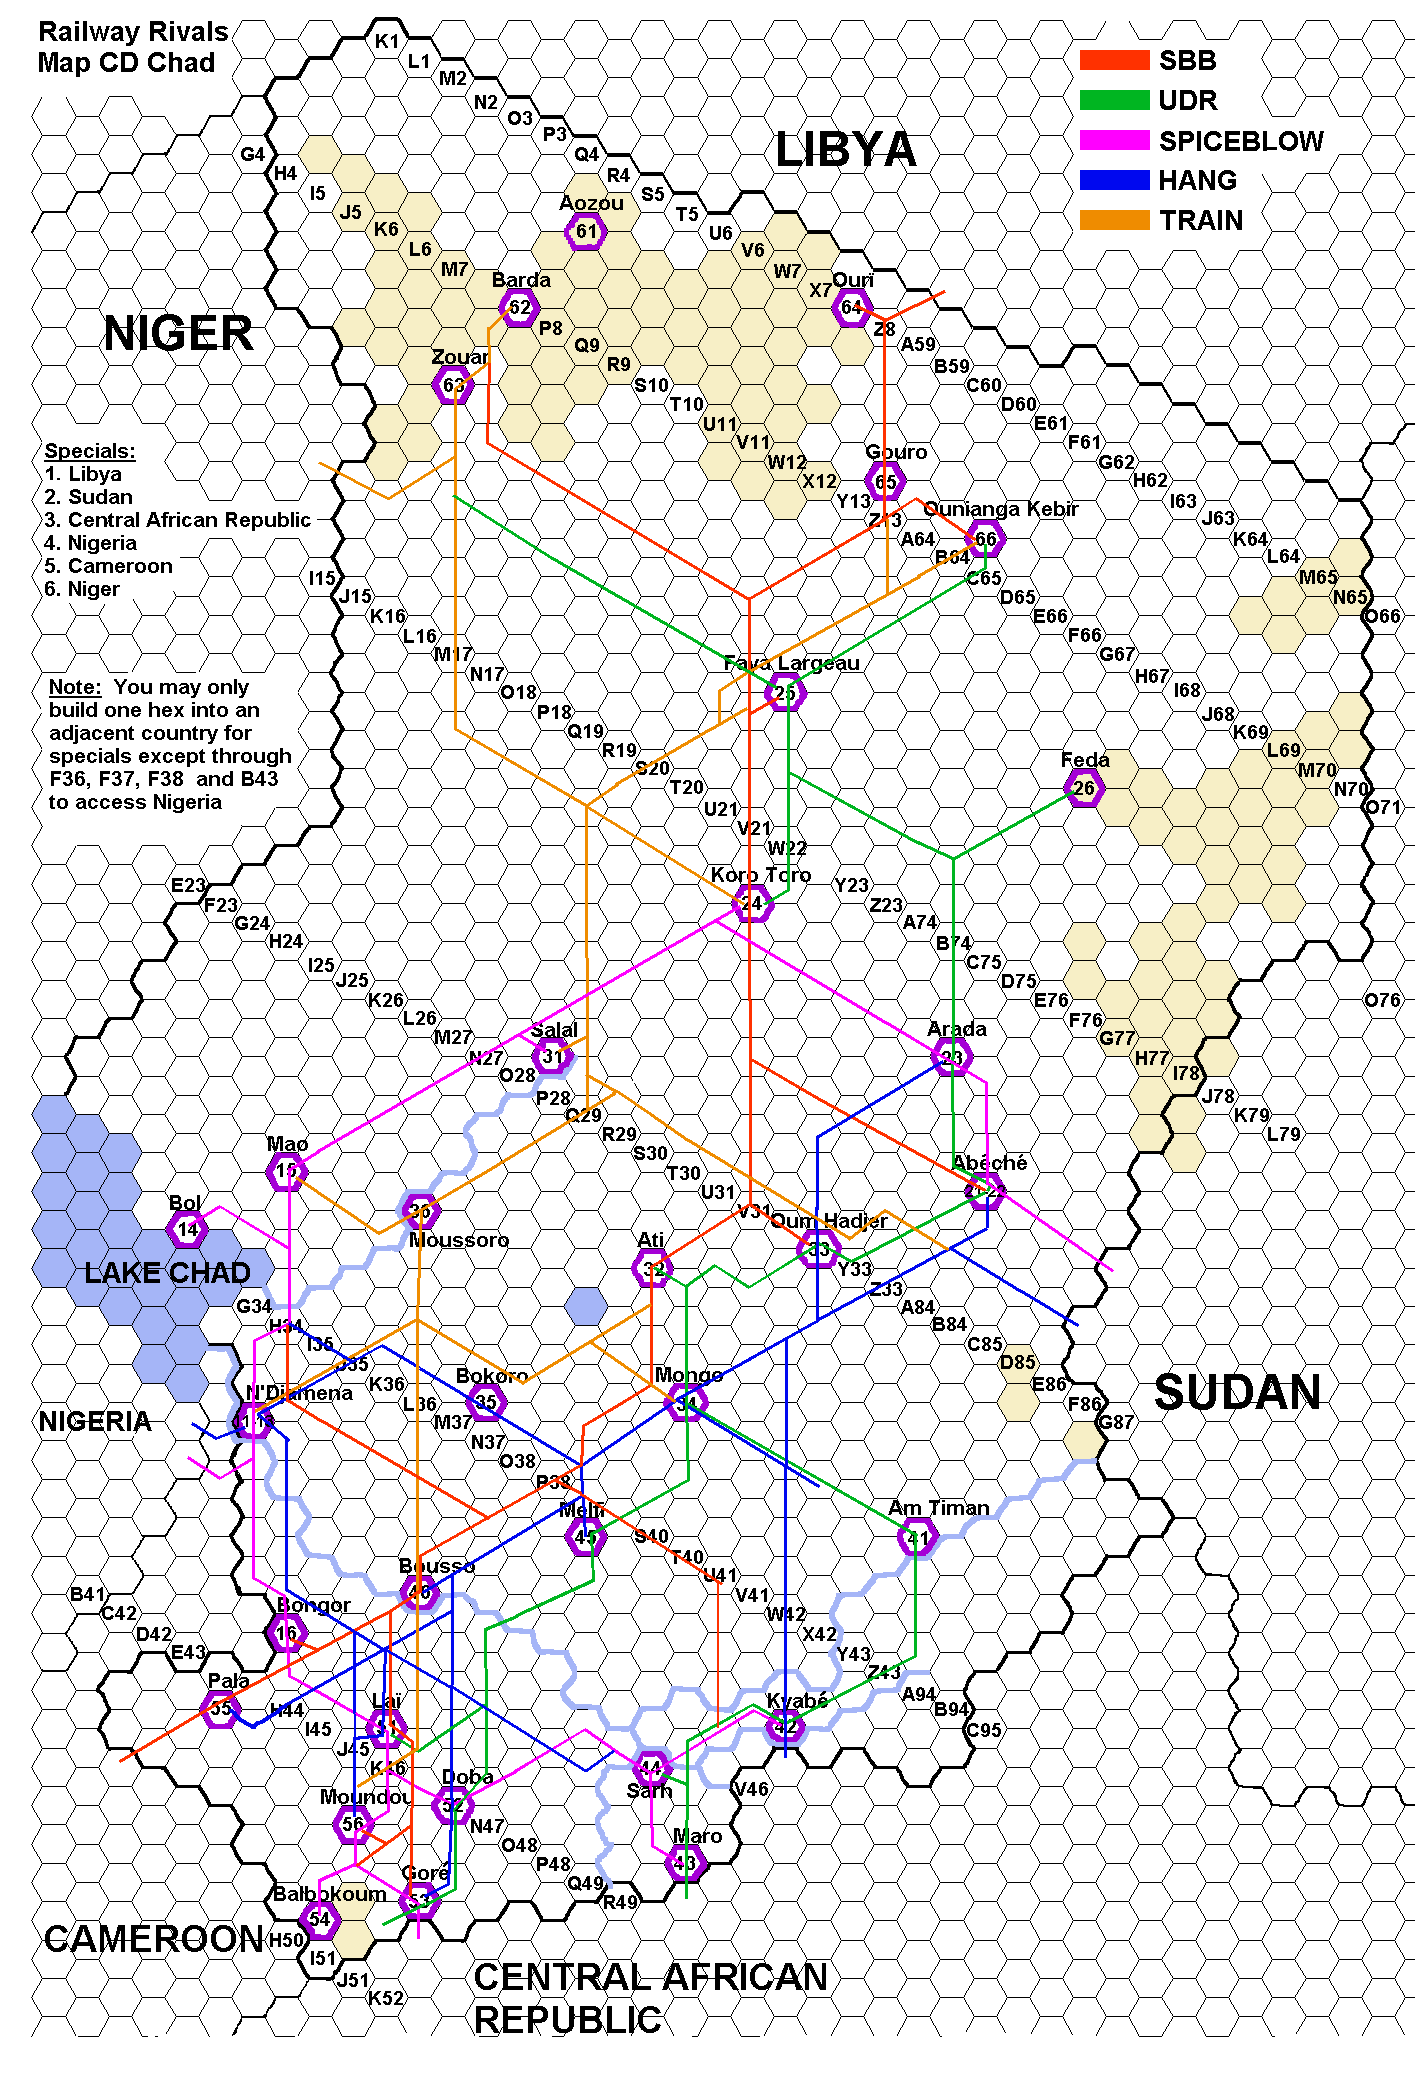 Railway Rivals
Map CD Chad
SBB
UDR
SPICEBLOW
HANG
TRAIN
LIBYA
NIGER
K1
L1
M2
N2
O3
P3
Q4
R4
S5
T5
U6
V6
W7
X7
G4
H4
I5
J5
K6
L6
M7
Aozou
61
Barda
62
P8
Q9
R9
S10
T10
U11
V11
W12
X12
Y13
Z13
Ouri
64
Z8
A59
B59
C60
D60
E61
F61
G62
H62
I63
J63
K64
L64
M65
N65
O66
Zouar
63
Gouro
65
Ounianga Kebir
66
A64
B64
C65
D65
E66
F66
G67
H67
I68
J68
K69
L69
M70
N70
O71
Specials:
1. Libya
2. Sudan
3. Central African Republic
4. Nigeria
5. Cameroon
6. Niger
I15
J15
K16
L16
M17
N17
O18
P18
Q19
R19
S20
T20
U21
V21
W22
Note: You may only
build one hex into an
adjacent country for
specials except through
F36, F37, F38 and B43
to access Nigeria
Faya Largeau
25
Feda
26
Koro Toro
24
Y23
Z23
A74
B74
C75
D75
E76
F76
G77
H77
I78
J78
K79
L79
O76
E23
F23
G24
H24
I25
J25
K26
L26
M27
N27
O28
P28
Q29
R29
S30
T30
U31
V31
Salal
31
Arada
23
Mao
15
Bol
14
36
Moussoro
Abéché
21-22
Oum Hadjer
33
Y33
Z33
A84
B84
C85
D85
E86
F86
G87
Ati
32
LAKE CHAD
G34
H34
I35
J35
K36
L36
M37
N37
O38
P38
Bokoro
35
Mongo
34
N'Djamena
NIGERIA
SUDAN
Melfi
45
S40
T40
U41
V41
W42
X42
Y43
Z43
A94
B94
C95
Am Timan
41
Bousso
46
Bongor
16
B41
C42
D42
E43
Pala
55
H44
I45
J45
K46
Laï
51
Kyabé
42
44
Sarh
V46
Doba
52
Moundou
56
N47
O48
P48
Q49
R49
Maro
43
Goré
53
Balbokoum
54
CAMEROON
H50
I51
J51
K52
CENTRAL AFRICAN
REPUBLIC